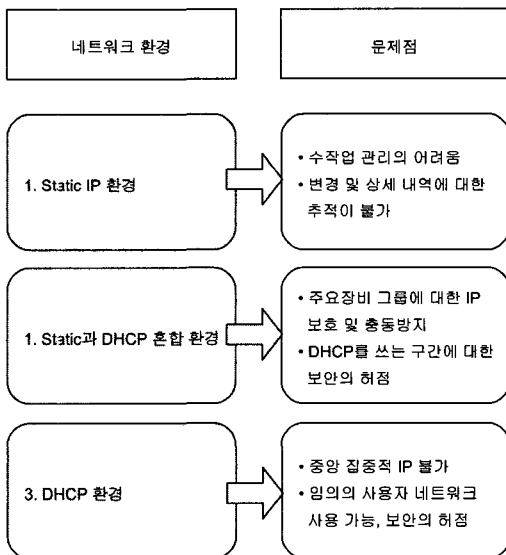 네트워크 환경
문제점
1. Static IP 환경
• 수작업 관리의 어려움
• 변경 및 상세 내역에 대한
추적이 불가
1. Static과 DHCP 혼합 환경
• 주요장비 그룹에 대한 IP
보호 및 충동방지
• DHCP를 쓰는 구간에 대한
보안의 허점
3. DHCP 환경
• 중앙 집중적 IP 불가
• 임의의 사용자 네트워크
사용 가능, 보안의 허점